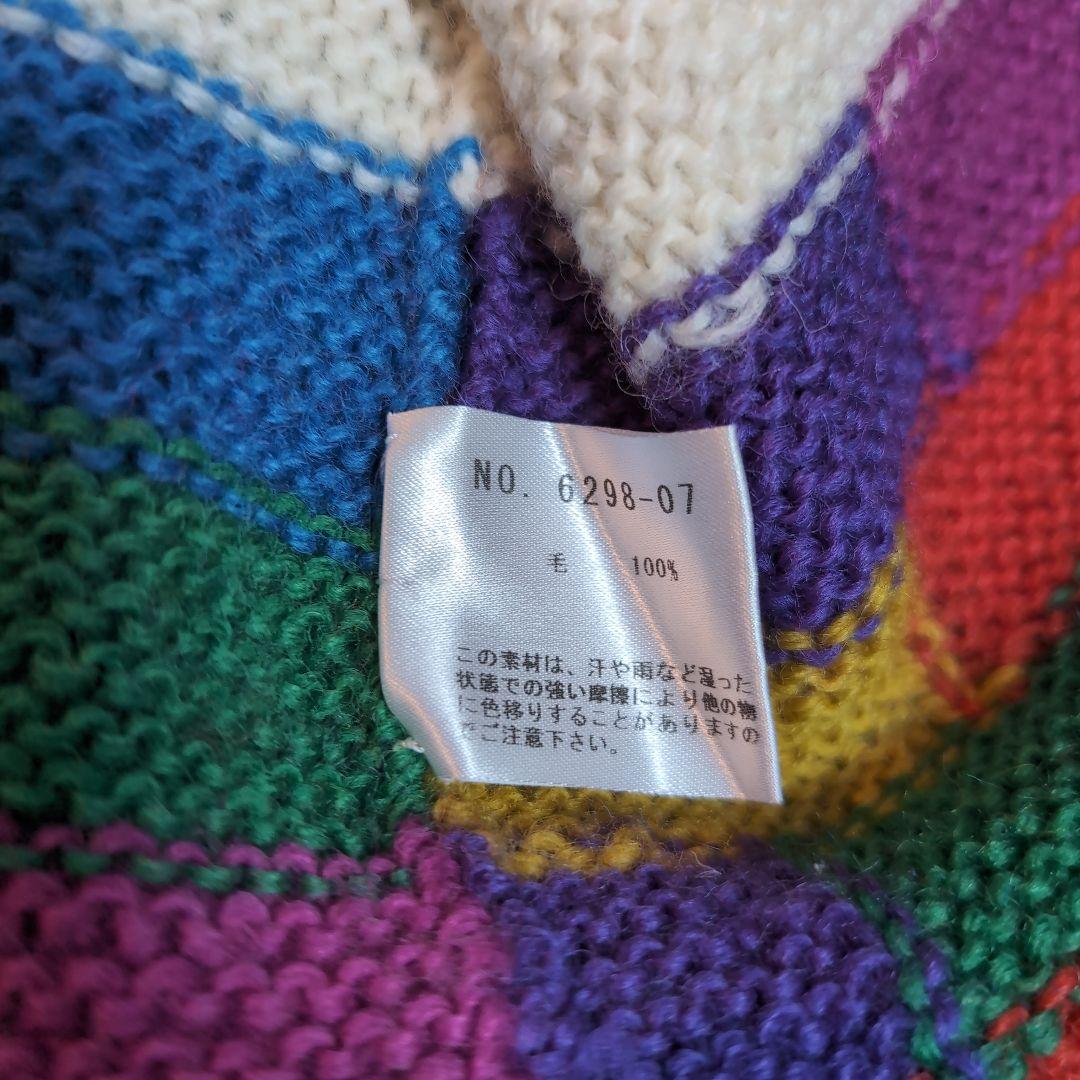 NO. 6298-07
毛 100%
この素材は、汗や雨など湿った
状態での強い摩擦により他の物
に色移りすることがありますの
でご注意下さい。